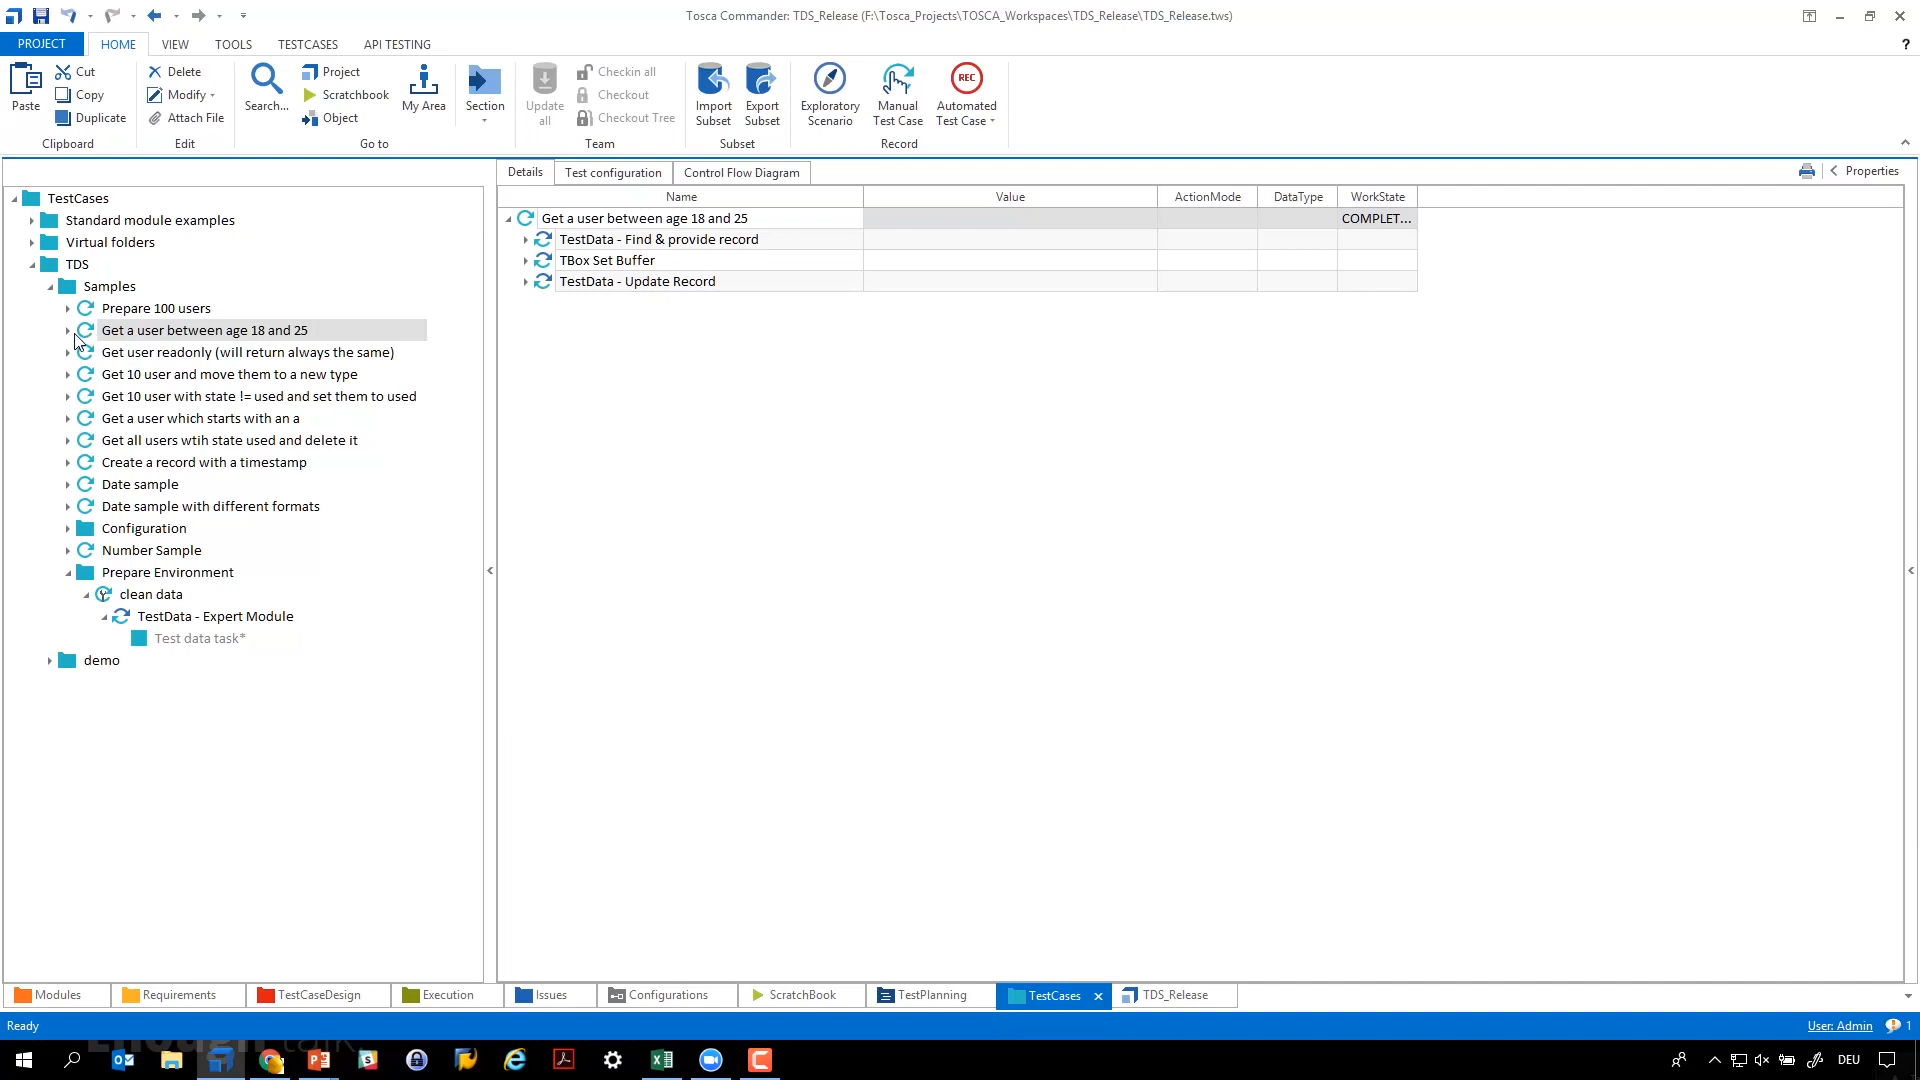 Tosca Commander: TDS_Release (F:\Tosca_Projects\TOSCA_Workspaces\TDS_Release\TDS_Release.tws)
PROJECT HOME VIEW TOOLS TESTCASES API TESTING ?
Paste
Cut
Copy
Duplicate
Clipboard
Delete
Modify
Attach File
Edit
Search...
Project
Scratchbook
Object
My Area
Go to
Section
Update all
Checkin all
Checkout
Checkout Tree
Team
Import Subset
Export Subset
Subset
Exploratory Scenario
Manual Test Case
REC
Automated Test Case
Record
TestCases
Standard module examples
Virtual folders
TDS
Samples
Prepare 100 users
Get a user between age 18 and 25
Get user readonly (will return always the same)
Get 10 user and move them to a new type
Get 10 user with state != used and set them to used
Get a user which starts with an a
Get all users wtih state used and delete it
Create a record with a timestamp
Date sample
Date sample with different formats
Configuration
Number Sample
Prepare Environment
clean data
TestData - Expert Module
Test data task*
demo
Details Test configuration Control Flow Diagram Properties
Name Value ActionMode DataType WorkState
Get a user between age 18 and 25 COMPLET...
TestData - Find & provide record
TBox Set Buffer
TestData - Update Record
Modules Requirements TestCaseDesign Execution Issues Configurations ScratchBook TestPlanning TestCases TDS_Release
Ready User: Admin 1
DEU